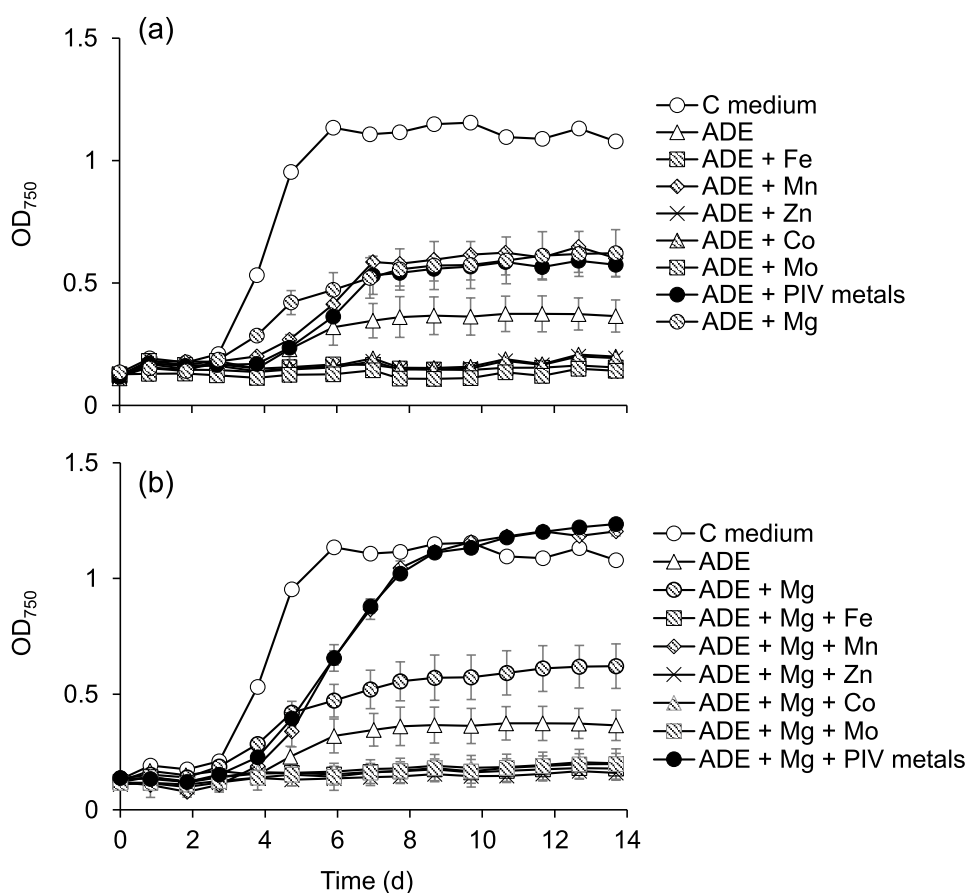 (a)
1.5
1
0.5
0
OD750
C medium
ADE
ADE + Fe
ADE + Mn
ADE + Zn
ADE + Co
ADE + Mo
ADE + PIV metals
ADE + Mg
(b)
1.5
1
0.5
0
OD750
C medium
ADE
ADE + Mg
ADE + Mg + Fe
ADE + Mg + Mn
ADE + Mg + Zn
ADE + Mg + Co
ADE + Mg + Mo
ADE + Mg + PIV metals
0 2 4 6 8 10 12 14
Time (d)